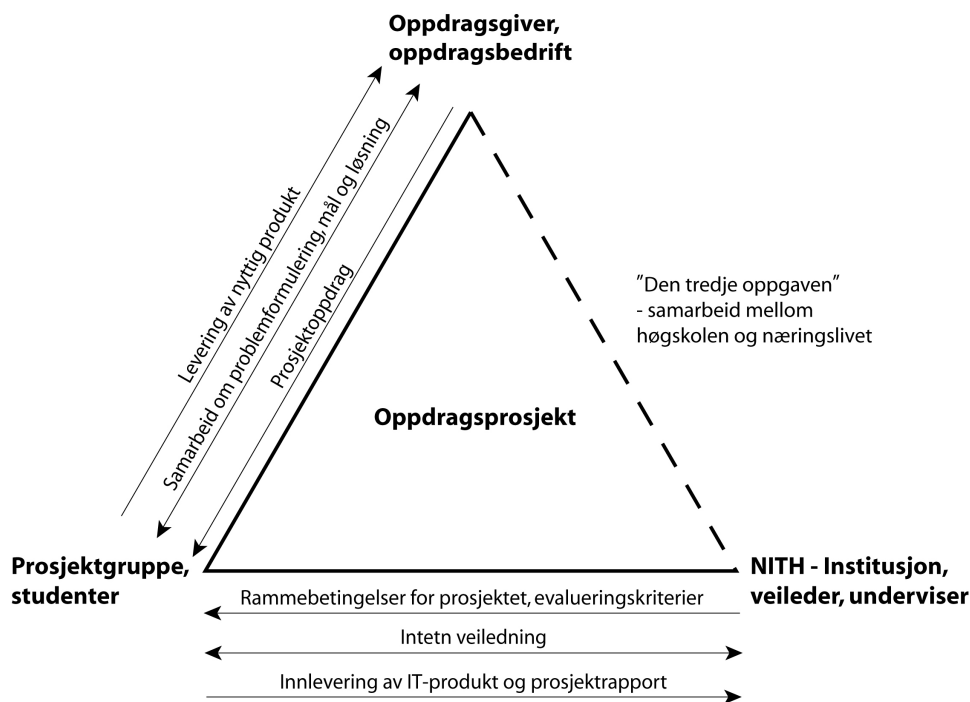 Oppdragsgiver,
oppdragsbedrift
Levering av nyttig produkt
Samarbeid om problemformulering, mål og løsning
Prosjektoppdrag
"Den tredje oppgaven"
- samarbeid mellom
høgskolen og næringslivet
Oppdragsprosjekt
Prosjektgruppe,
studenter
NITH - Institusjon,
veileder, underviser
Rammebetingelser for prosjektet, evalueringskriterier
Intetn veiledning
Innlevering av IT-produkt og prosjektrapport